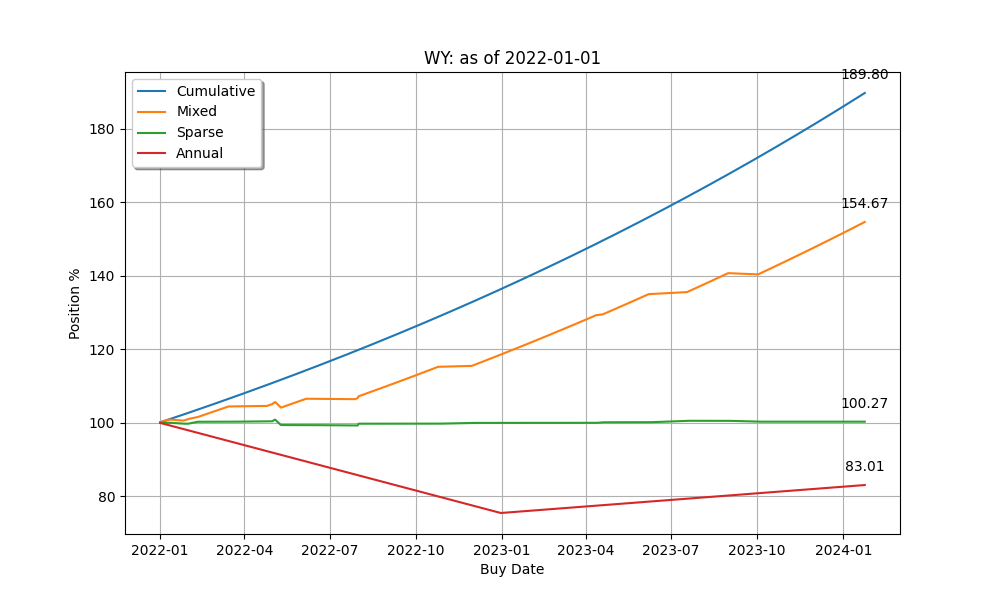 WY: as of 2022-01-01
189.80
Cumulative
Mixed
Sparse
Annual
180
160
154.67
140
120
100
100.27
80
83.01
Position %
2022-01 2022-04 2022-07 2022-10 2023-01 2023-04 2023-07 2023-10 2024-01
Buy Date